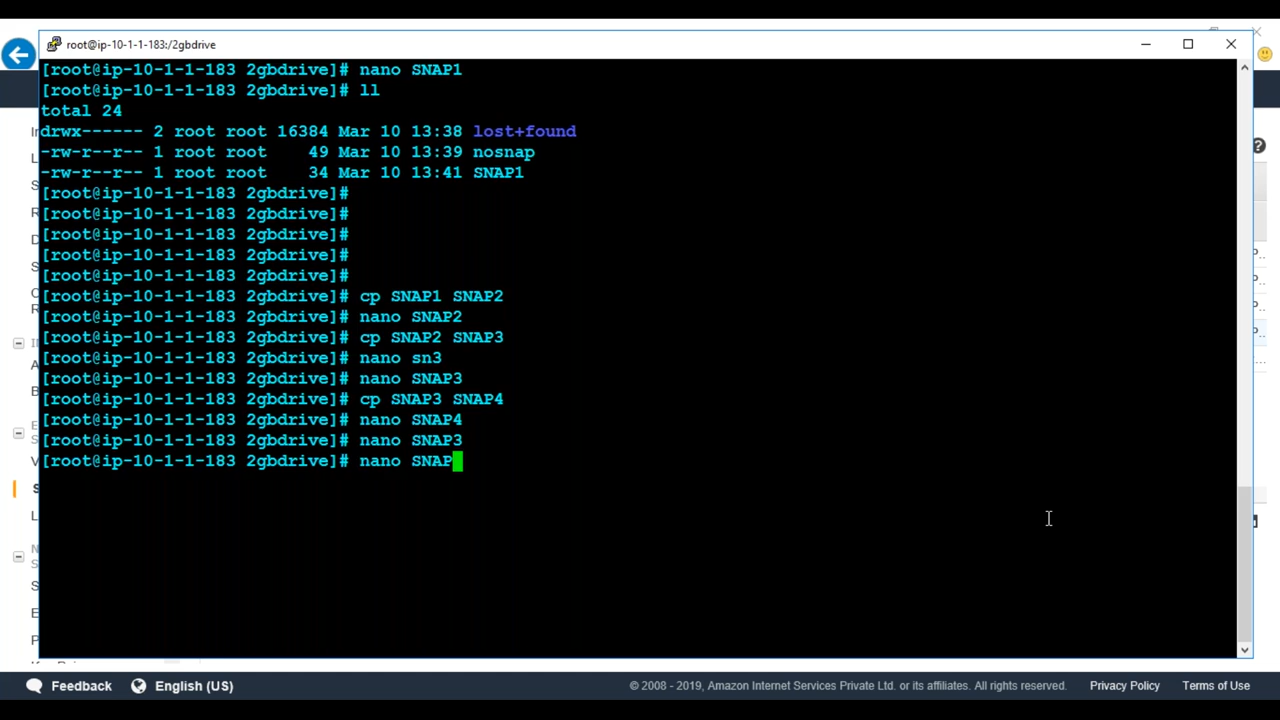 root@ip-10-1-1-183:/2gbdrive
[root@ip-10-1-1-183 2gbdrive]# nano SNAP1
[root@ip-10-1-1-183 2gbdrive]# ll
total 24
drwx------ 2 root root 16384 Mar 10 13:38 lost+found
-rw-r--r-- 1 root root    49 Mar 10 13:39 nosnap
-rw-r--r-- 1 root root    34 Mar 10 13:41 SNAP1
[root@ip-10-1-1-183 2gbdrive]#
[root@ip-10-1-1-183 2gbdrive]#
[root@ip-10-1-1-183 2gbdrive]#
[root@ip-10-1-1-183 2gbdrive]#
[root@ip-10-1-1-183 2gbdrive]#
[root@ip-10-1-1-183 2gbdrive]# cp SNAP1 SNAP2
[root@ip-10-1-1-183 2gbdrive]# nano SNAP2
[root@ip-10-1-1-183 2gbdrive]# cp SNAP2 SNAP3
[root@ip-10-1-1-183 2gbdrive]# nano sn3
[root@ip-10-1-1-183 2gbdrive]# nano SNAP3
[root@ip-10-1-1-183 2gbdrive]# cp SNAP3 SNAP4
[root@ip-10-1-1-183 2gbdrive]# nano SNAP4
[root@ip-10-1-1-183 2gbdrive]# nano SNAP3
[root@ip-10-1-1-183 2gbdrive]# nano SNAP
Feedback English (US) © 2008 - 2019, Amazon Internet Services Private Ltd. or its affiliates. All rights reserved. Privacy Policy Terms of Use